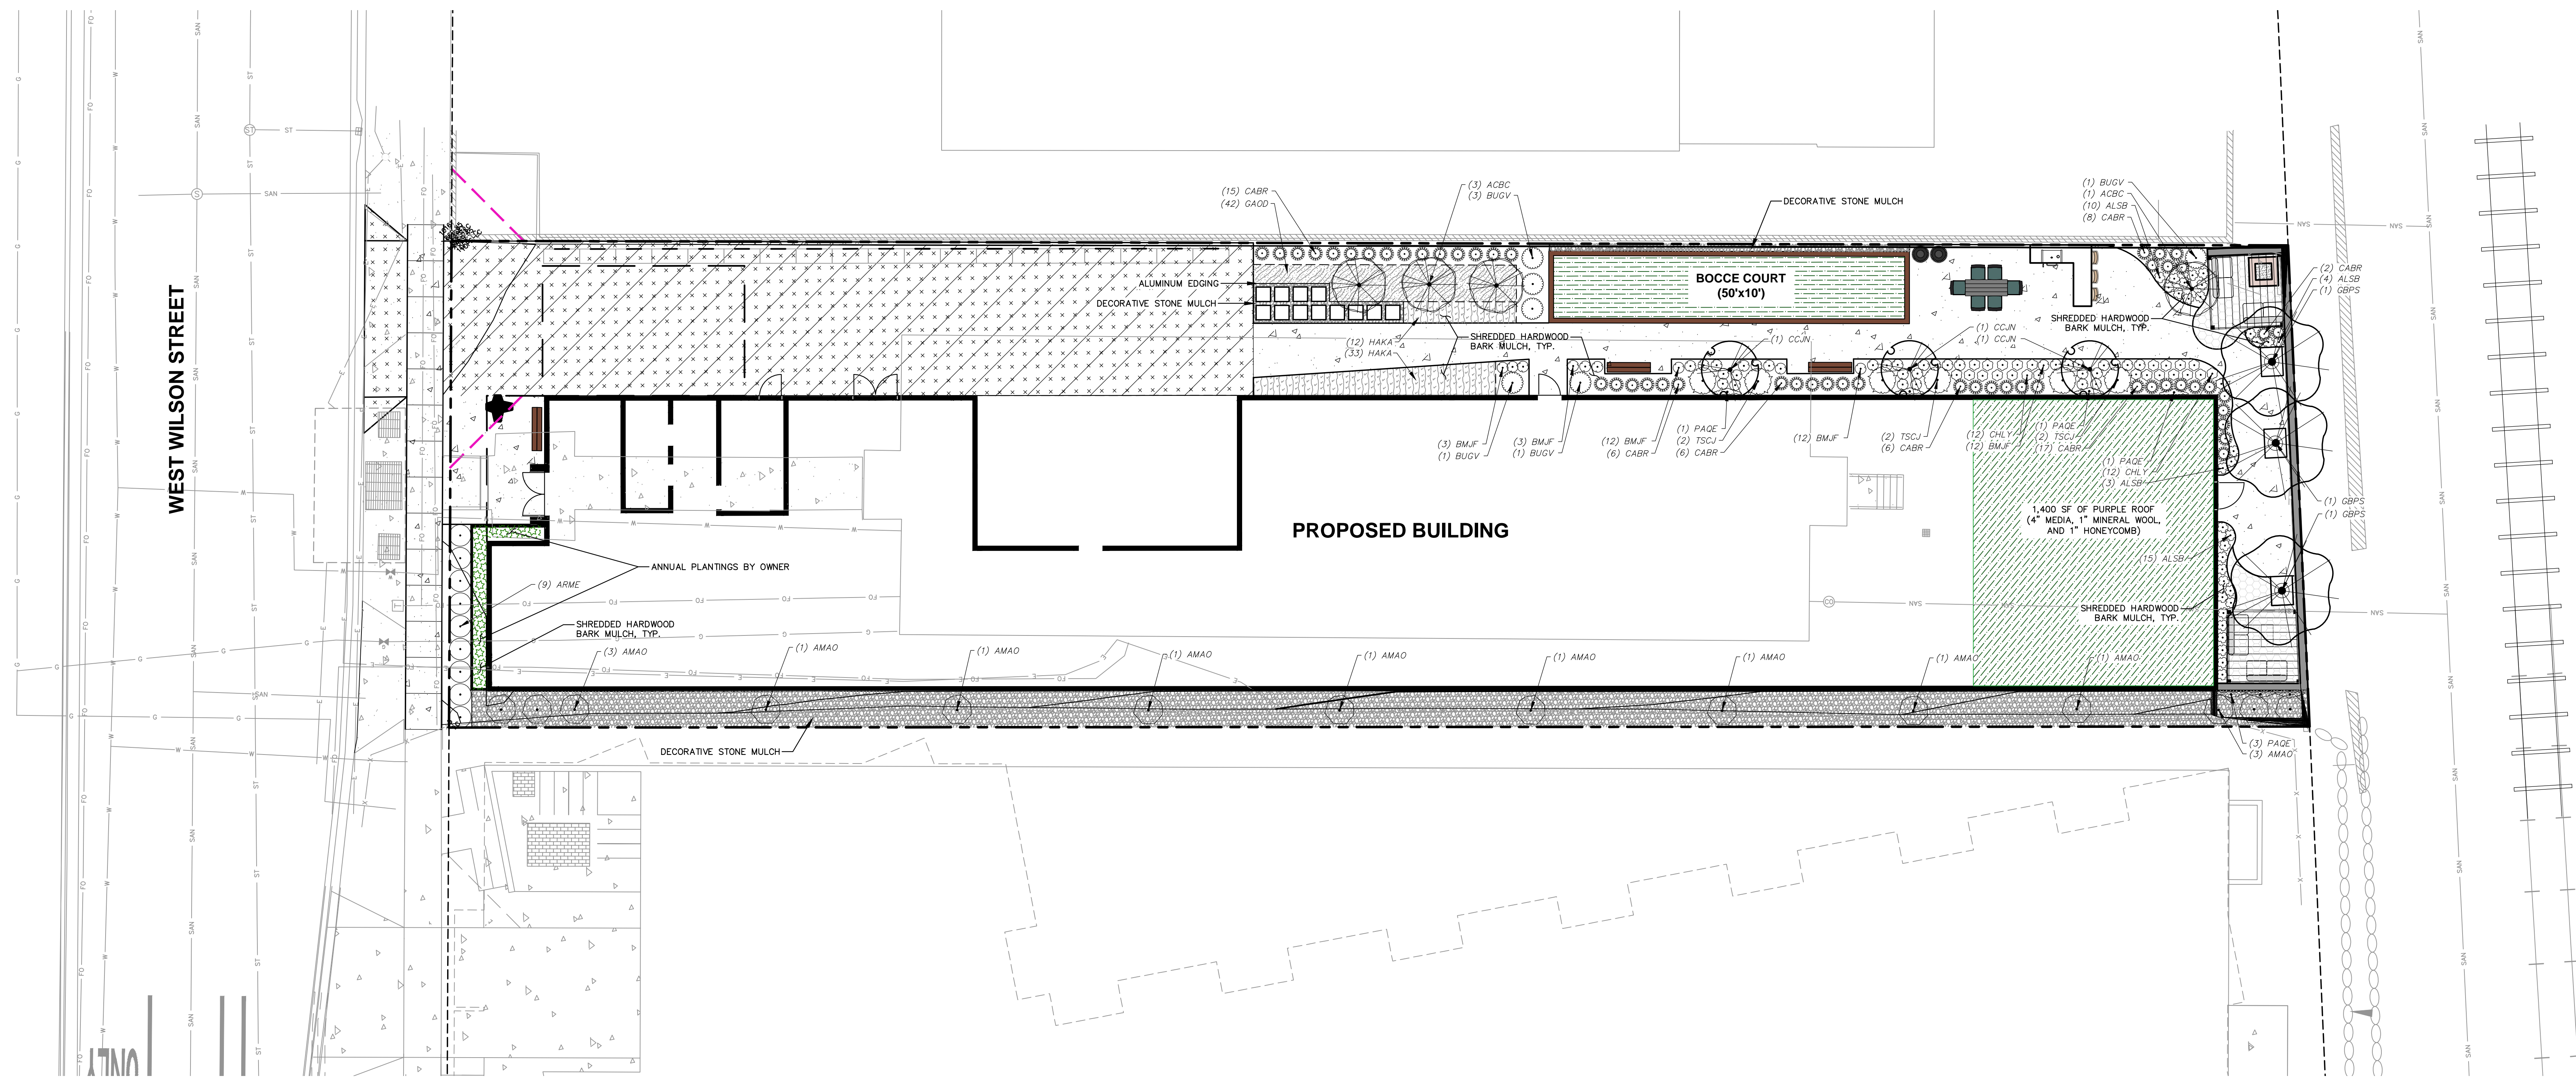 WEST WILSON STREET
(15) CABR
(42) GAOD
(3) ACBC
(3) BUGV
DECORATIVE STONE MULCH
(1) BUGV
(1) ACBC
(10) ALSB
(8) CABR
ALUMINUM EDGING
DECORATIVE STONE MULCH
BOCCE COURT
(50'x10')
(2) CABR
(4) ALSB
(1) GBPS
SHREDDED HARDWOOD
BARK MULCH, TYP.
(12) HAKA
(33) HAKA
SHREDDED HARDWOOD
BARK MULCH, TYP.
(1) CCJN
(1) CCJN
(1) CCJN
(3) BMJF
(1) BUGV
(3) BMJF
(1) BUGV
(12) BMJF
(6) CABR
(1) PAQE
(2) TSCJ
(6) CABR
(12) BMJF
(2) TSCJ
(6) CABR
(12) CHLY
(12) BMJF
(1) PAQE
(2) TSCJ
(17) CABR
(1) PAQE
(12) CHLY
(3) ALSB
(1) GBPS
(1) GBPS
PROPOSED BUILDING
1,400 SF OF PURPLE ROOF
(4" MEDIA, 1" MINERAL WOOL,
AND 1" HONEYCOMB)
(15) ALSB
SHREDDED HARDWOOD
BARK MULCH, TYP.
ANNUAL PLANTINGS BY OWNER
(9) ARME
SHREDDED HARDWOOD
BARK MULCH, TYP.
(3) AMAO
(1) AMAO
(1) AMAO
(1) AMAO
(1) AMAO
(1) AMAO
(1) AMAO
(1) AMAO
(1) AMAO
DECORATIVE STONE MULCH
(3) PAQE
(3) AMAO
ONLY